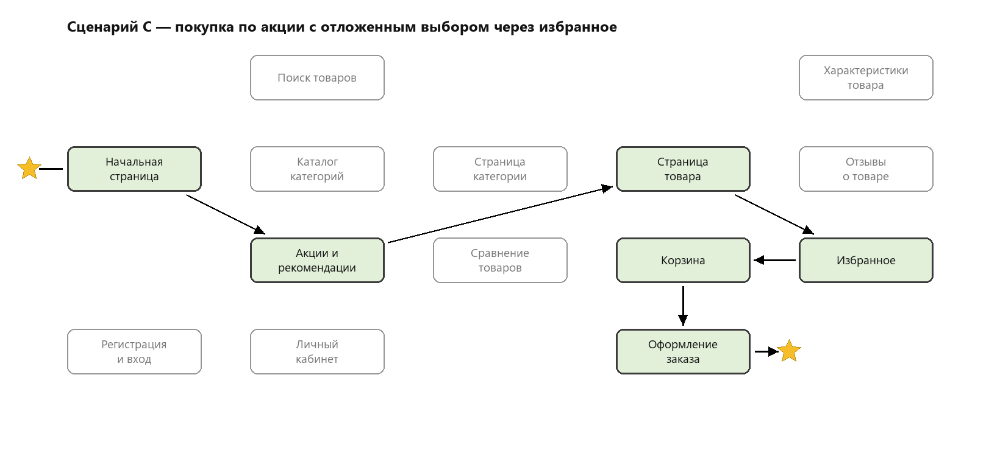 Сценарий C — покупка по акции с отложенным выбором через избранное
Поиск товаров
Характеристики
товара
Начальная
страница
Каталог
категорий
Страница
категории
Страница
товара
Отзывы
о товаре
Акции и
рекомендации
Сравнение
товаров
Корзина
Избранное
Регистрация
и вход
Личный
кабинет
Оформление
заказа